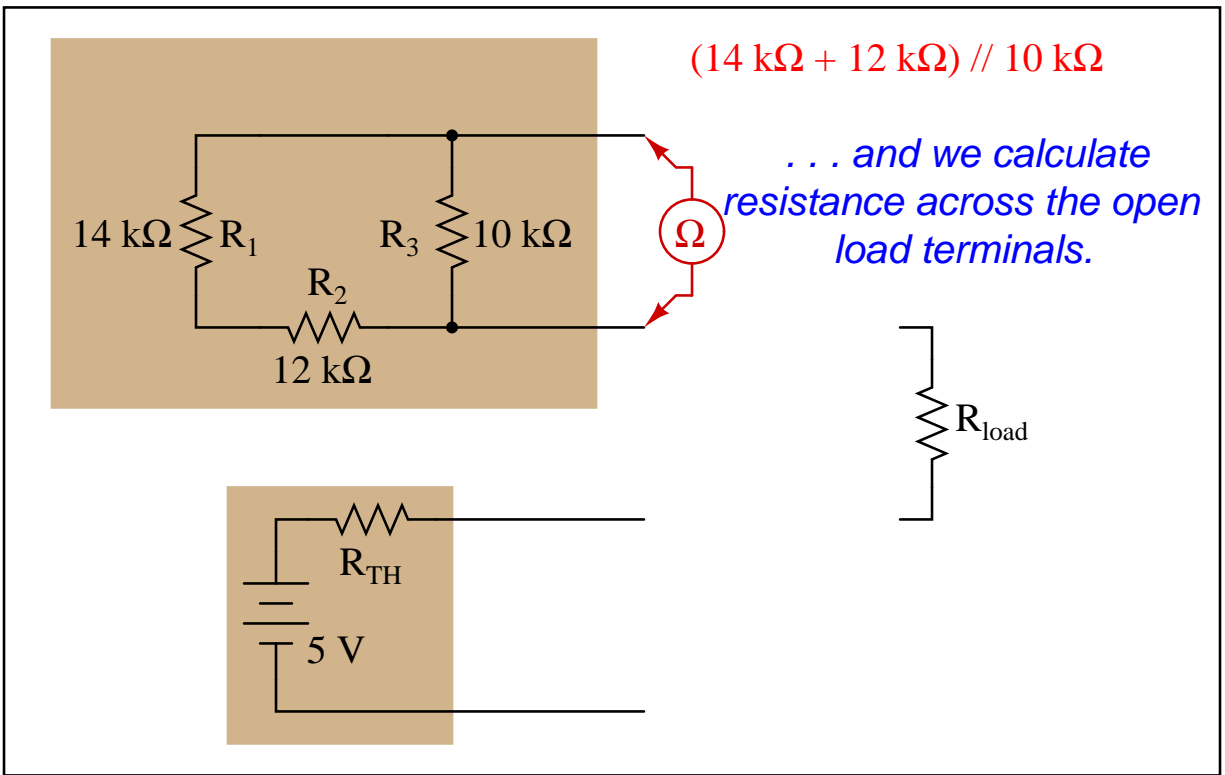 (14 kΩ + 12 kΩ) // 10 kΩ
. . . and we calculate
resistance across the open
load terminals.
14 kΩ
R1
R3
10 kΩ
Ω
R2
12 kΩ
Rload
RTH
5 V